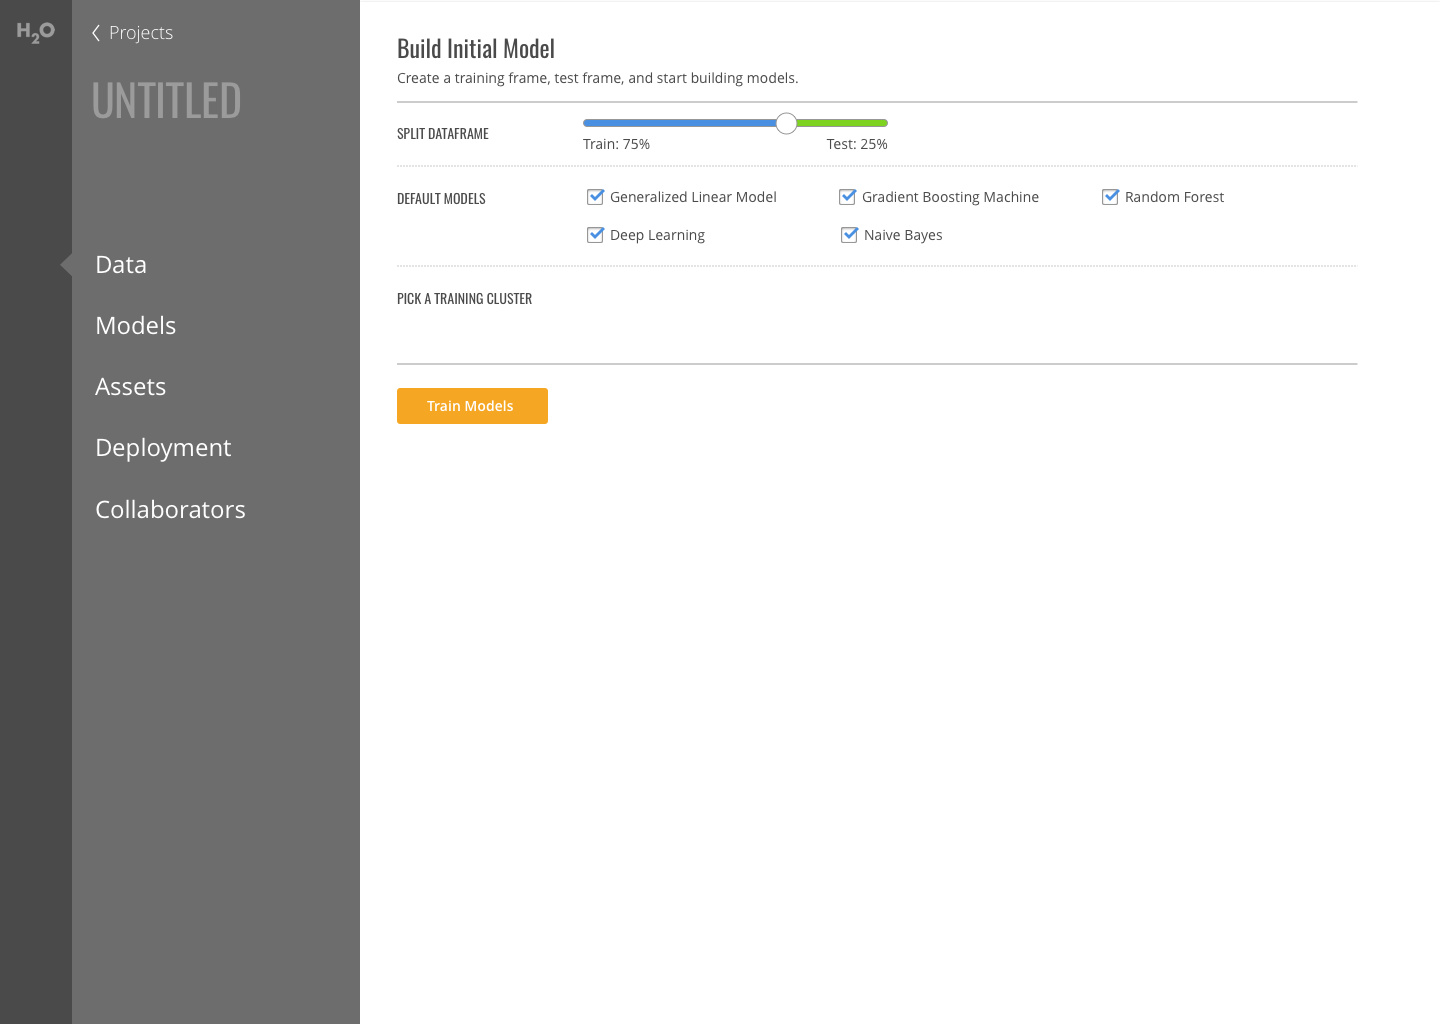 H2O
Projects
UNTITLED
Data
Models
Assets
Deployment
Collaborators
Build Initial Model
Create a training frame, test frame, and start building models.
SPLIT DATAFRAME
Train: 75% Test: 25%
DEFAULT MODELS
Generalized Linear Model Gradient Boosting Machine Random Forest
Deep Learning Naive Bayes
PICK A TRAINING CLUSTER
Train Models